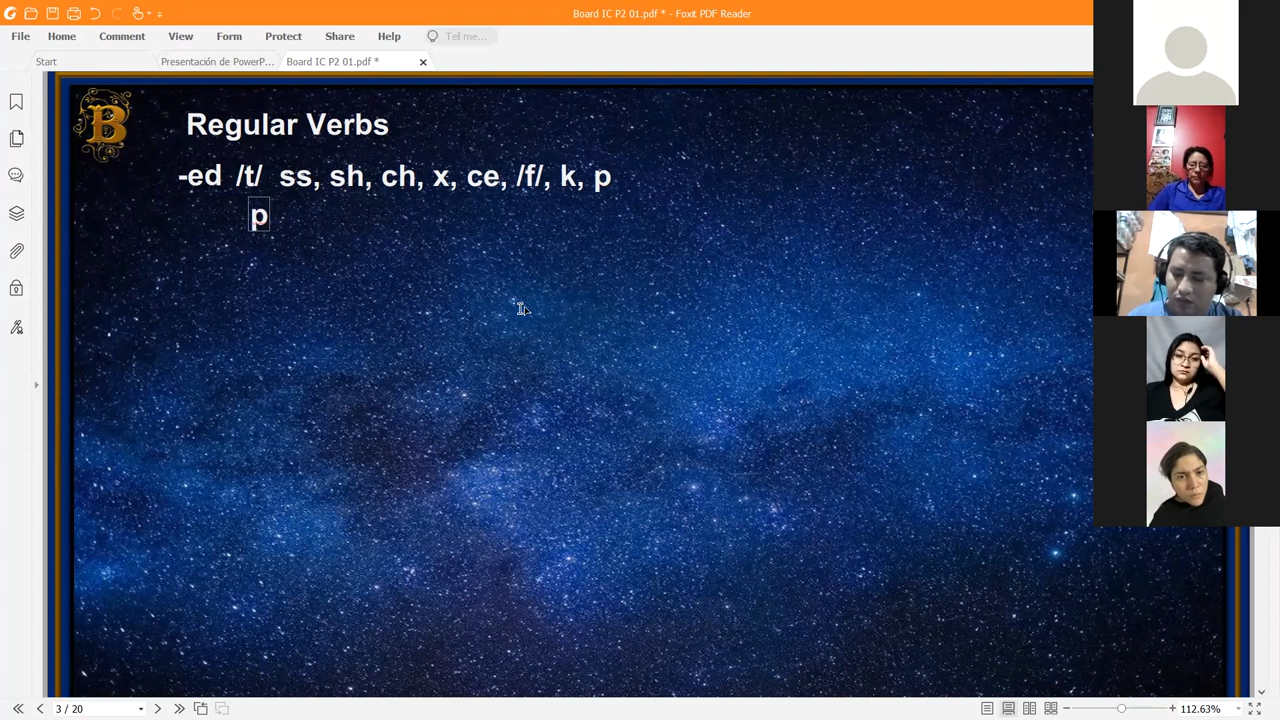 Board IC P2 01.pdf * - Foxit PDF Reader
File Home Comment View Form Protect Share Help Tell me...
Start Presentación de PowerP... Board IC P2 01.pdf *
B
Regular Verbs
-ed /t/ ss, sh, ch, x, ce, /f/, k, p
p
3 / 20
112.63%